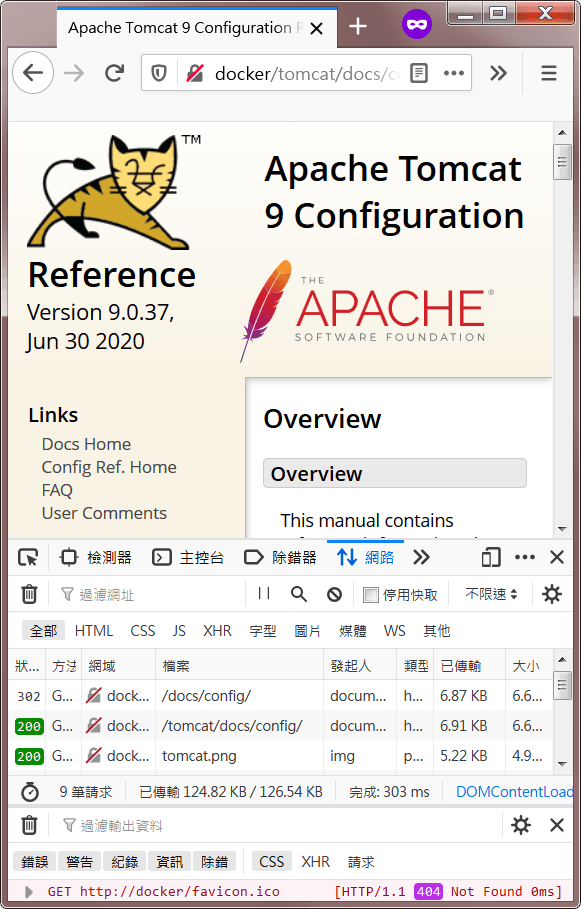 Apache Tomcat 9 Configuration R
docker/tomcat/docs/c
TM
Apache Tomcat
9 Configuration
Reference
Version 9.0.37,
Jun 30 2020
THE
APACHE®
SOFTWARE FOUNDATION
Links
Docs Home
Config Ref. Home
FAQ
User Comments
Overview
Overview
This manual contains
檢測器 主控台 除錯器 網路
過濾網址 停用快取 不限速
全部 HTML CSS JS XHR 字型 圖片 媒體 WS 其他
狀... 方法 網域 檔案 發起人 類型 已傳輸 大小
302 G... dock... /docs/config/ docum... h... 6.87 KB 6.6...
200 G... dock... /tomcat/docs/config/ docum... h... 6.91 KB 6.6...
200 G... dock... tomcat.png img p... 5.22 KB 4.9...
9 筆請求 已傳輸 124.82 KB / 126.54 KB 完成: 303 ms DOMContentLoad
過濾輸出資料
錯誤 警告 紀錄 資訊 除錯 CSS XHR 請求
GET http://docker/favicon.ico [HTTP/1.1 404 Not Found 0ms]